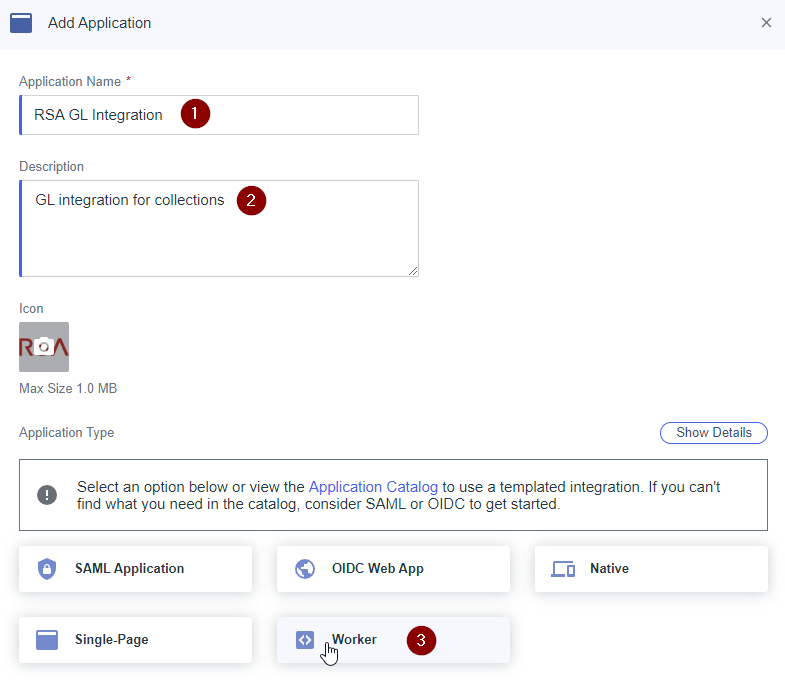 Add Application
Application Name *
RSA GL Integration 1
Description
GL integration for collections 2
Icon
RSA
Max Size 1.0 MB
Application Type
Show Details
Select an option below or view the Application Catalog to use a templated integration. If you can't
find what you need in the catalog, consider SAML or OIDC to get started.
SAML Application
OIDC Web App
Native
Single-Page
Worker 3